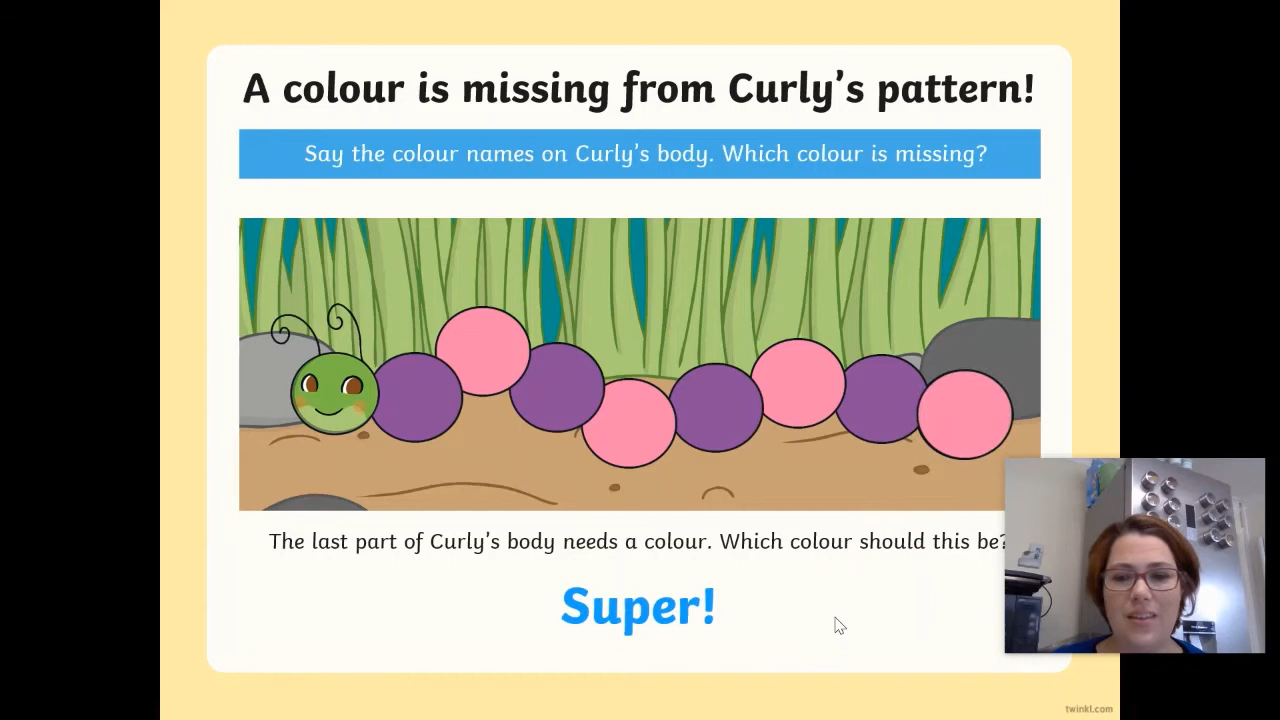 A colour is missing from Curly's pattern!
Say the colour names on Curly's body. Which colour is missing?
The last part of Curly's body needs a colour. Which colour should this be?
Super!
twinkl.com